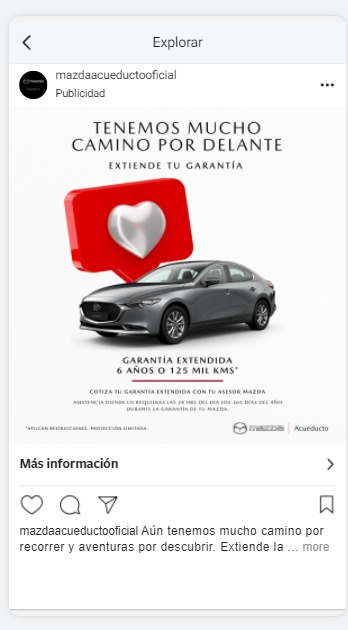 Explorar
mazdaacueductooficial
Publicidad
TENEMOS MUCHO
CAMINO POR DELANTE
EXTIENDE TU GARANTÍA
GARANTÍA EXTENDIDA
6 AÑOS O 125 MIL KMS*
COTIZA TU GARANTÍA EXTENDIDA CON TU ASESOR MAZDA
ASISTENCIA DONDE LO REQUIERAS LAS 24 HRS DEL DÍA LOS 365 DÍAS DEL AÑO
DURANTE LA GARANTÍA DE TU MAZDA.
*APLICAN RESTRICCIONES. PROTECCIÓN LIMITADA.
mazda | Acueducto
Más información
mazdaacueductooficial Aún tenemos mucho camino por
recorrer y aventuras por descubrir. Extiende la ... more